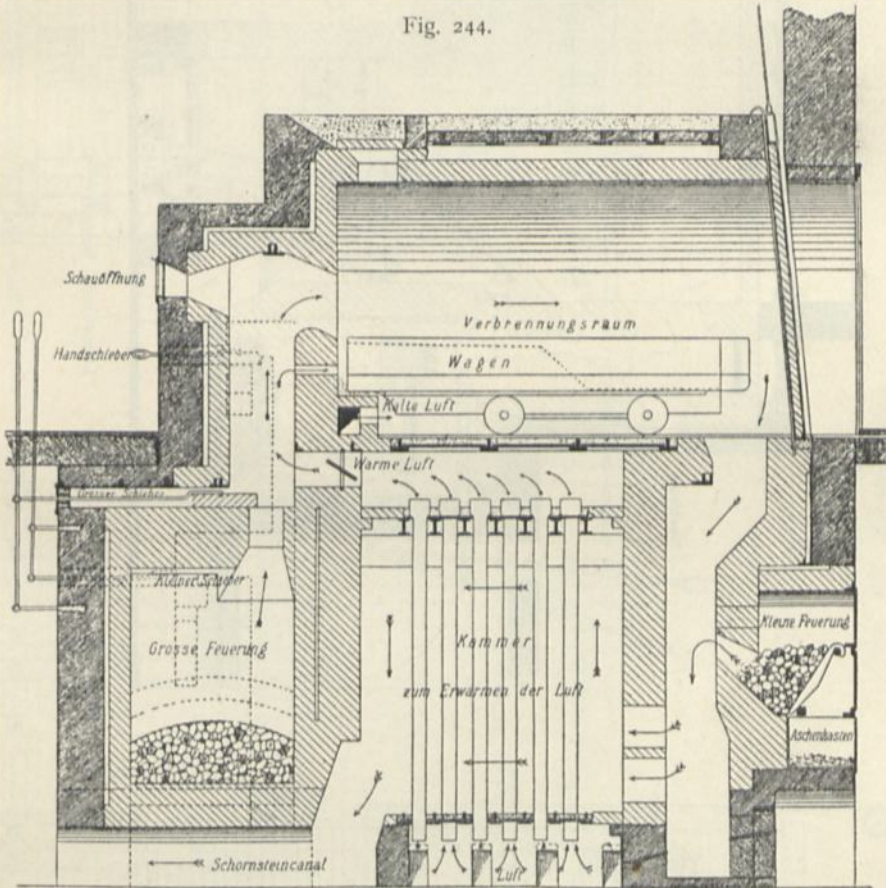 Fig. 244.
Schauöffnung
Verbrennungsraum
Handschieber
Wagen
Kalte Luft
Warme Luft
Grosser Schieber
Kleiner Schieber
Kleine Feuerung
Grosse Feuerung
Kammer
zum Erwärmen der Luft
Aschenkasten
Schornsteincanal
Luft